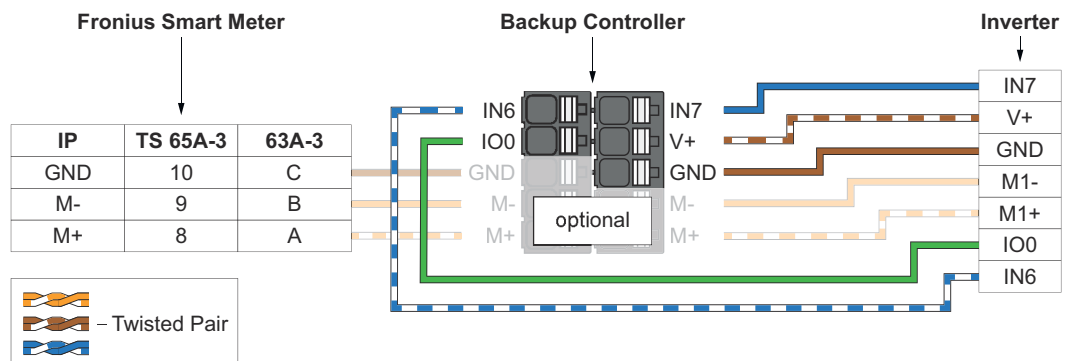 Fronius Smart Meter
Backup Controller
Inverter
IP TS 65A-3 63A-3
GND 10 C
M- 9 B
M+ 8 A
IN6 IN7
IO0 V+
GND GND
M- M-
M+ M+
optional
IN7
V+
GND
M1-
M1+
IO0
IN6
– Twisted Pair